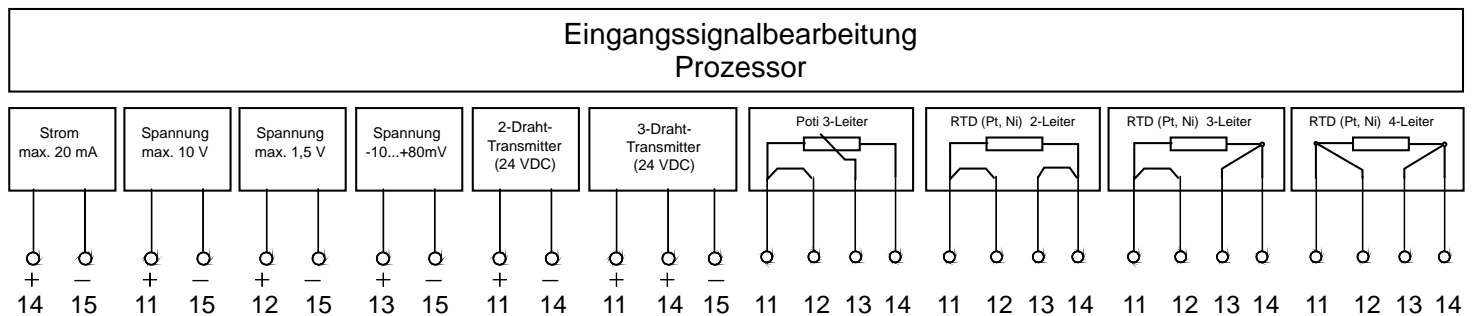 Eingangssignalbearbeitung
Prozessor
Strom
max. 20 mA
Spannung
max. 10 V
Spannung
max. 1,5 V
Spannung
-10...+80mV
2-Draht-
Transmitter
(24 VDC)
3-Draht-
Transmitter
(24 VDC)
Poti 3-Leiter
RTD (Pt, Ni) 2-Leiter
RTD (Pt, Ni) 3-Leiter
RTD (Pt, Ni) 4-Leiter
+ − + − + − + − + − + + −
14 15 11 15 12 15 13 15 11 14 11 14 15 11 12 13 14 11 12 13 14 11 12 13 14 11 12 13 14